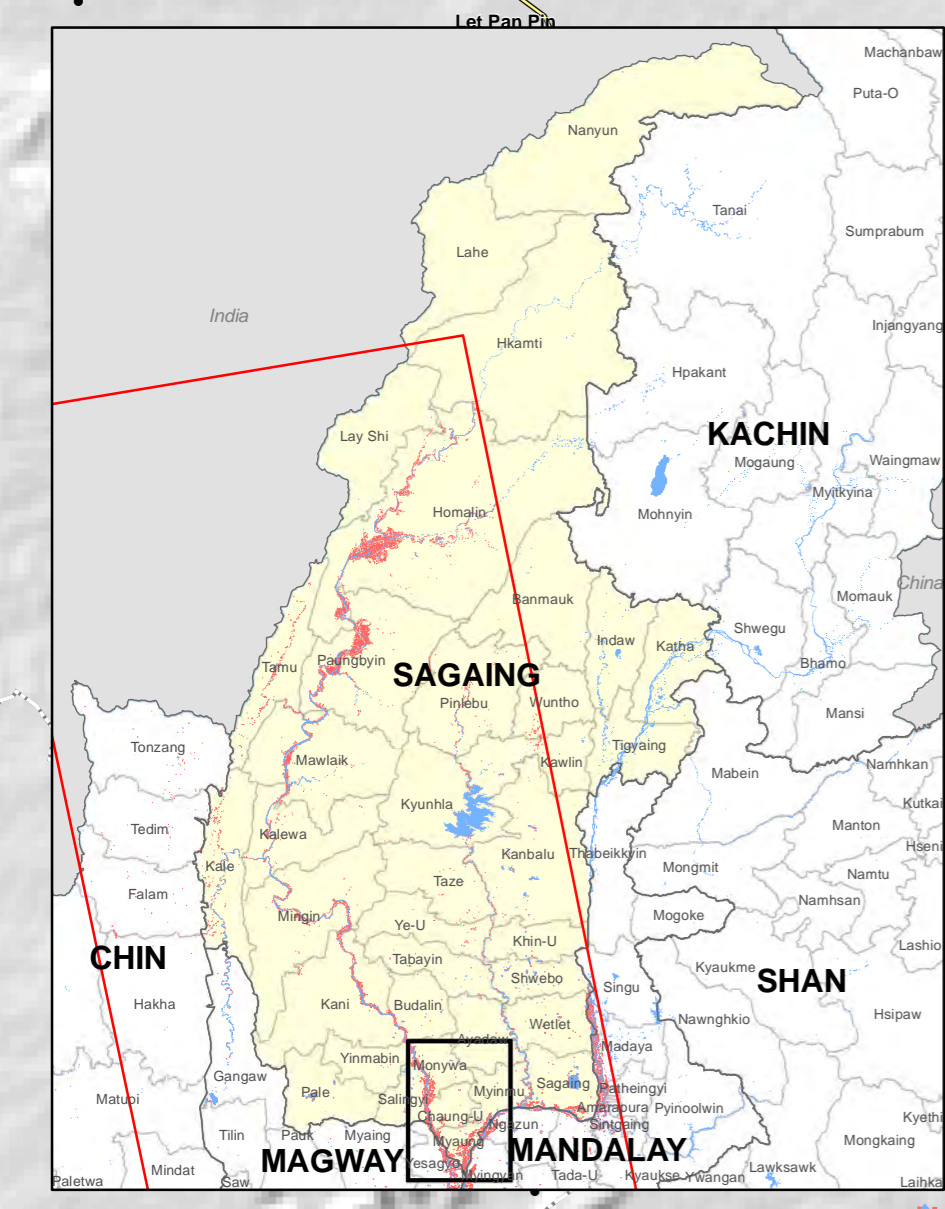 Let Pan Pin
Machanbaw
Puta-O
Nanyun
Tanai
Sumprabum
Lahe
India
Injangyang
Hkamti
Hpakant
KACHIN
Lay Shi
Mogaung
Waingmaw
Myitkyina
Homalin
Mohnyin
China
Banmauk
Momauk
Indaw
Katha
Shwegu
Tamu
Paungbyin
SAGAING
Bhamo
Pinlebu
Wuntho
Mansi
Tonzang
Tigyaing
Mawlaik
Kawlin
Namhkan
Mabein
Kyunhla
Kutkai
Tedim
Kalewa
Manton
Hseni
Kanbalu
Thabeikkyin
Kale
Mongmit
Namtu
Falam
Taze
Namhsan
Mingin
Mogoke
Ye-U
Khin-U
Lashio
CHIN
Tabayin
Kyaukme
Shwebo
SHAN
Singu
Hakha
Kani
Budalin
Hsipaw
Wetlet
Nawnghkio
Ayadaw
Madaya
Yinmabin
Monywa
Gangaw
Sagaing
Patheingyi
Pale
Myinmu
Matupi
Salingyi
Amarapura
Pyinoolwin
Chaung-U
Kyethi
Ngazun
Sintgaing
Tilin
Pauk
Myaing
Myaung
Mongkaing
MAGWAY
Yesagyo
MANDALAY
Mindat
Lawksawk
Paletwa
Saw
Myingyan
Tada-U
Kyaukse
Ywangan
Laihka